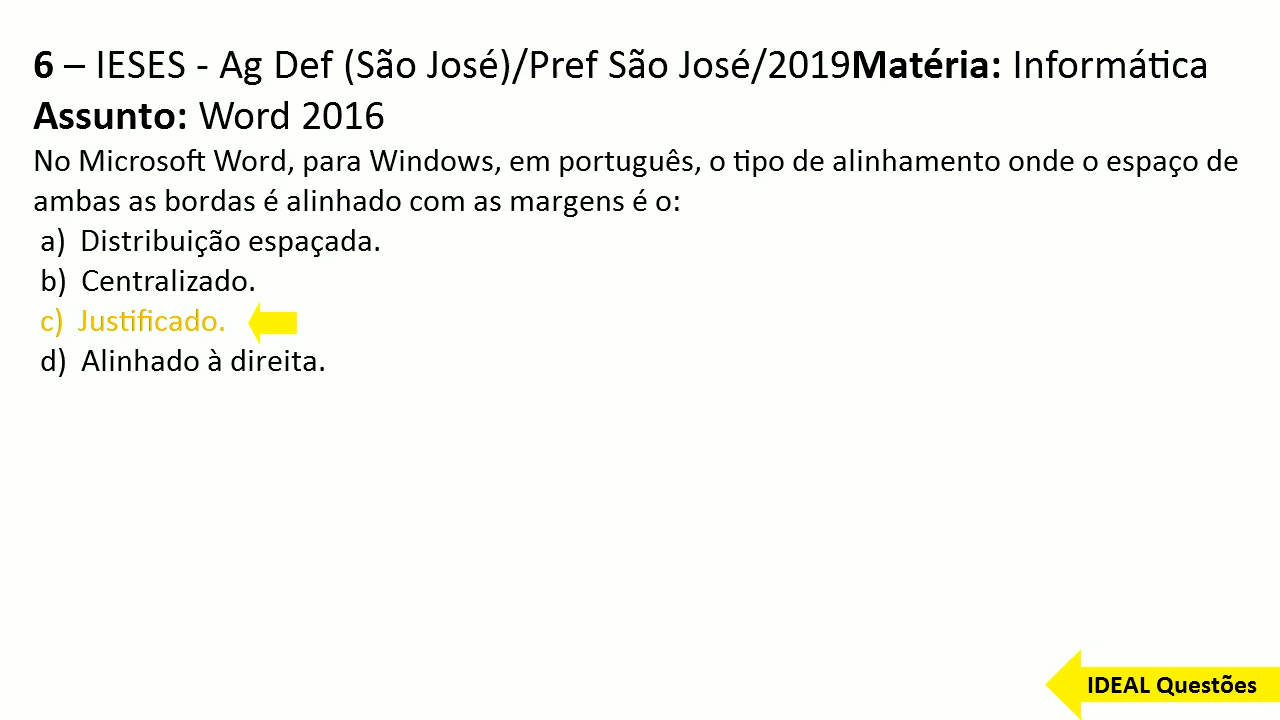 6 – IESES - Ag Def (São José)/Pref São José/2019Matéria: Informática
Assunto: Word 2016
No Microsoft Word, para Windows, em português, o tipo de alinhamento onde o espaço de
ambas as bordas é alinhado com as margens é o:
a) Distribuição espaçada.
b) Centralizado.
c) Justificado.
d) Alinhado à direita.
IDEAL Questões